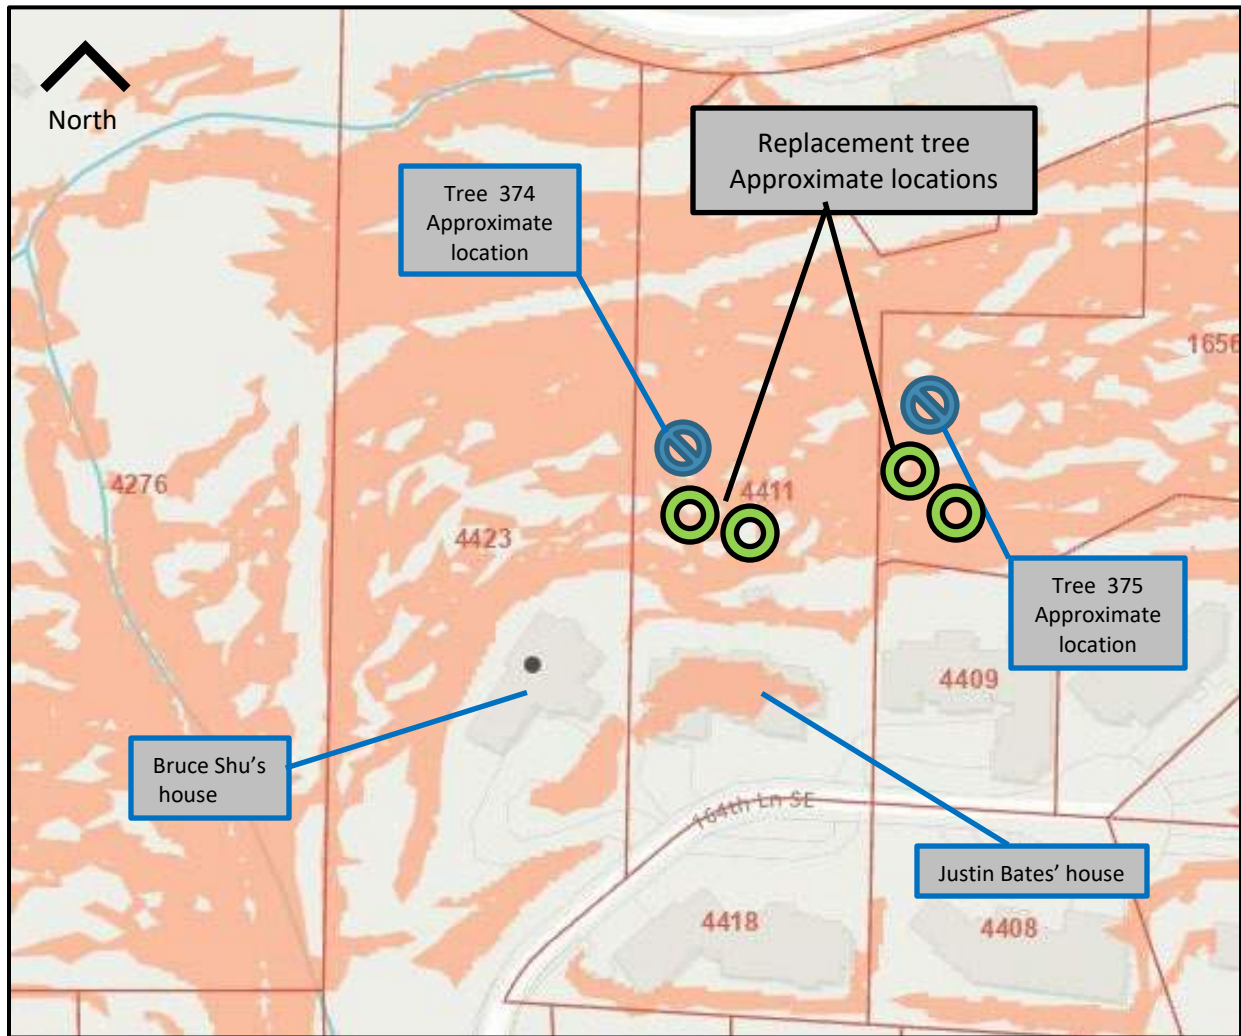 North
Replacement tree
Approximate locations
Tree 374
Approximate
location
1656
4276
4411
4423
Tree 375
Approximate
location
4409
Bruce Shu's
house
164th Ln SE
Justin Bates' house
4418
4408